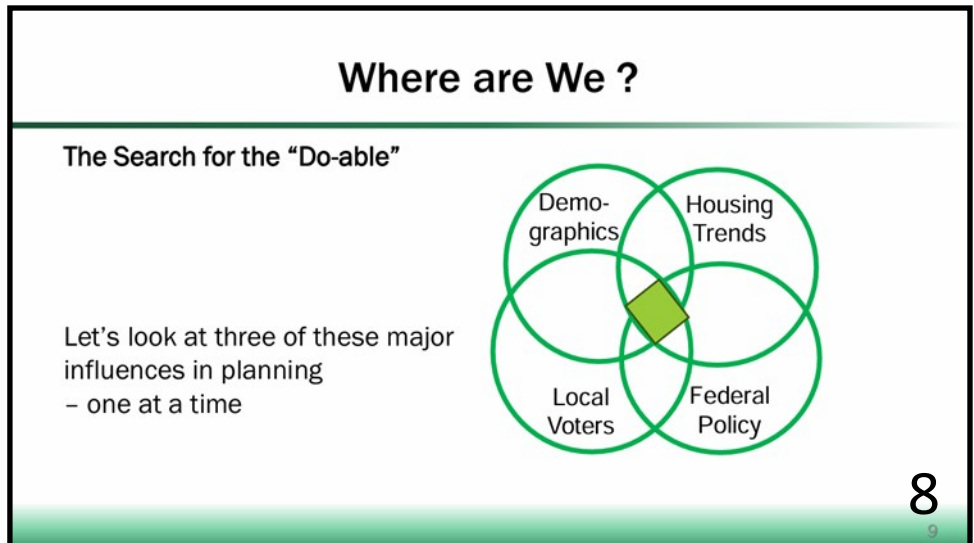 Where are We ?
The Search for the “Do-able”
Demo-
graphics
Housing
Trends
Let’s look at three of these major
influences in planning
– one at a time
Local
Voters
Federal
Policy
8
9